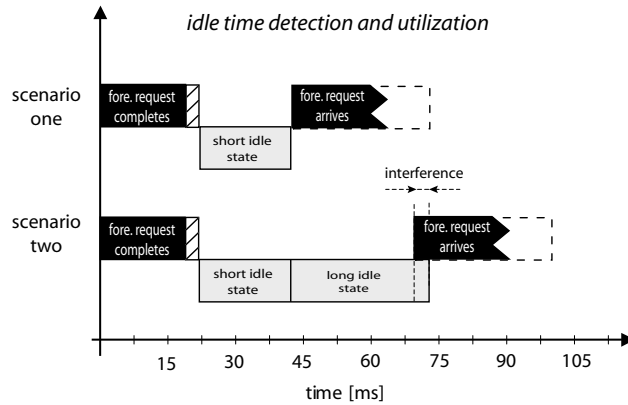 idle time detection and utilization
scenario
one
fore. request
completes
fore. request
arrives
short idle
state
interference
scenario
two
fore. request
completes
fore. request
arrives
short idle
state
long idle
state
15 30 45 60 75 90 105
time [ms]